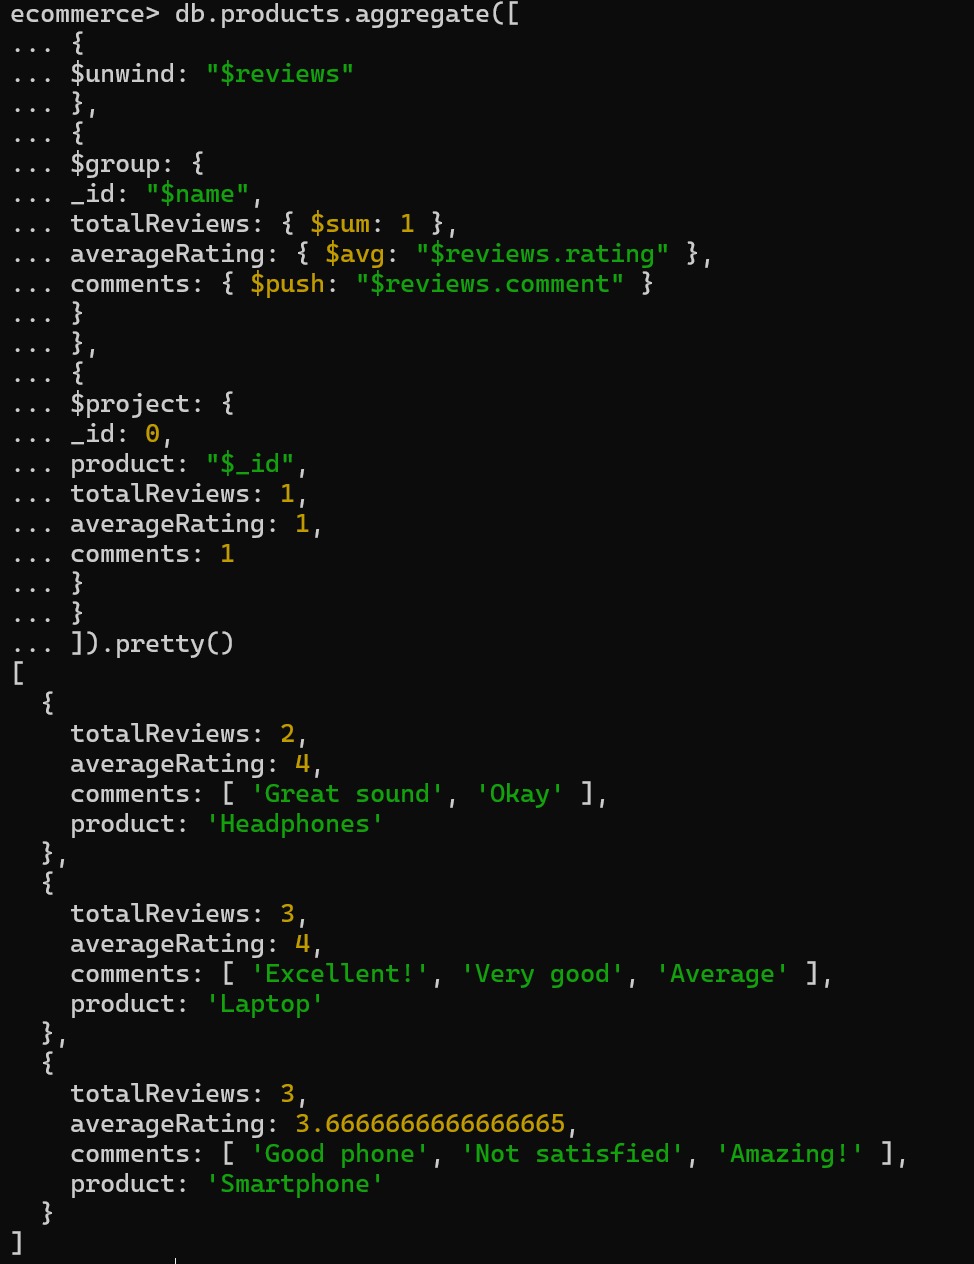 ecommerce> db.products.aggregate([
... {
... $unwind: "$reviews"
... },
... {
... $group: {
... _id: "$name",
... totalReviews: { $sum: 1 },
... averageRating: { $avg: "$reviews.rating" },
... comments: { $push: "$reviews.comment" }
... }
... },
... {
... $project: {
... _id: 0,
... product: "$_id",
... totalReviews: 1,
... averageRating: 1,
... comments: 1
... }
... }
... ]).pretty()
[
  {
    totalReviews: 2,
    averageRating: 4,
    comments: [ 'Great sound', 'Okay' ],
    product: 'Headphones'
  },
  {
    totalReviews: 3,
    averageRating: 4,
    comments: [ 'Excellent!', 'Very good', 'Average' ],
    product: 'Laptop'
  },
  {
    totalReviews: 3,
    averageRating: 3.6666666666666665,
    comments: [ 'Good phone', 'Not satisfied', 'Amazing!' ],
    product: 'Smartphone'
  }
]